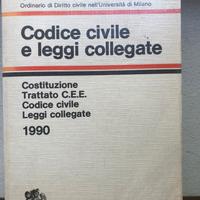 Ordinario di Diritto civile nell'Università di Milano
Codice civile
e leggi collegate
Costituzione
Trattato C.E.E.
Codice civile
Leggi collegate
1990